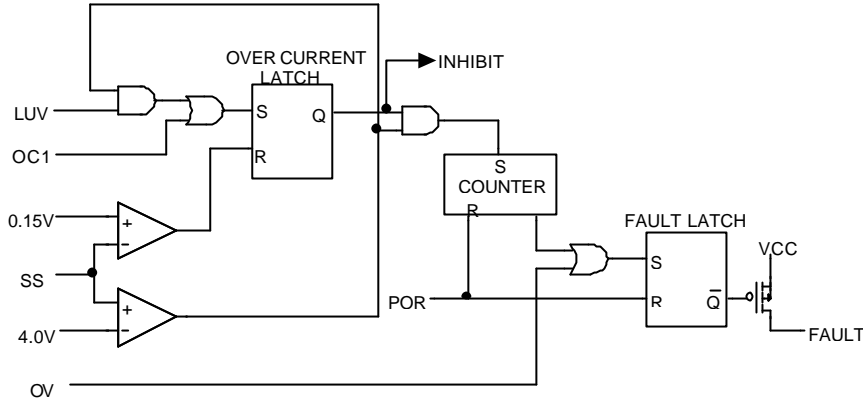 OVER CURRENT
LATCH
INHIBIT
LUV
S
Q
OC1
R
S
COUNTER
R
0.15V
+
−
FAULT LATCH
VCC
SS
S
+
POR
R
Q̅
4.0V
−
FAULT
OV